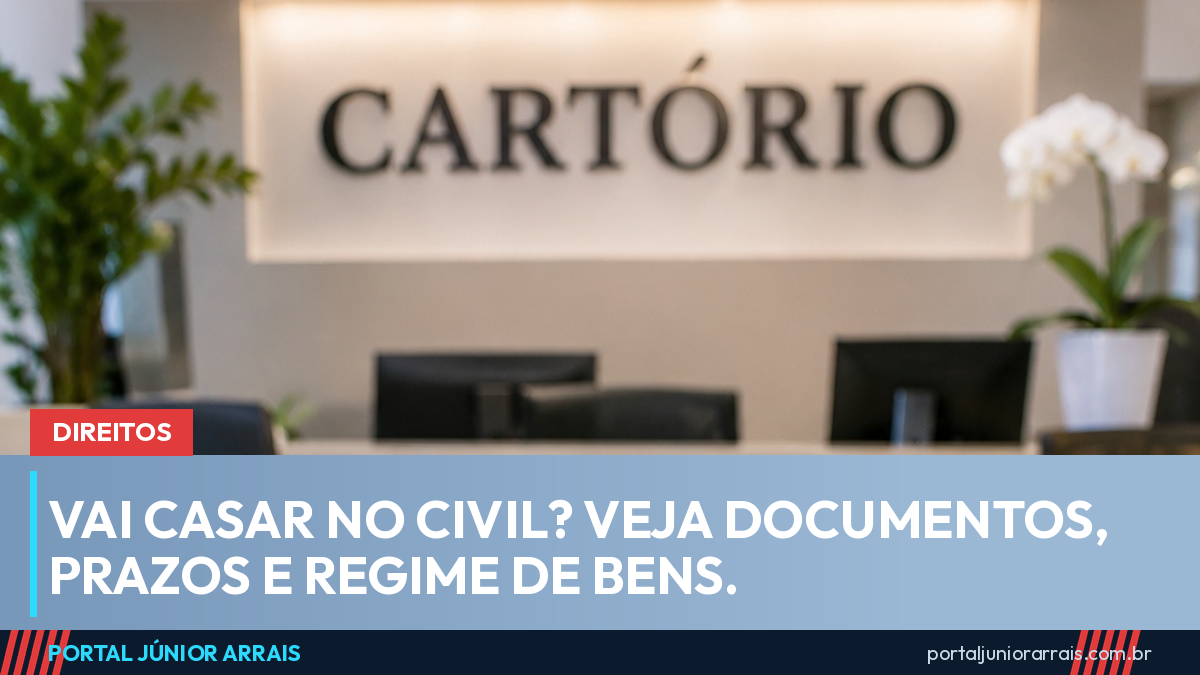 CARTÓRIO
DIREITOS
VAI CASAR NO CIVIL? VEJA DOCUMENTOS,
PRAZOS E REGIME DE BENS.
PORTAL JÚNIOR ARRAIS
portaljuniorarrais.com.br